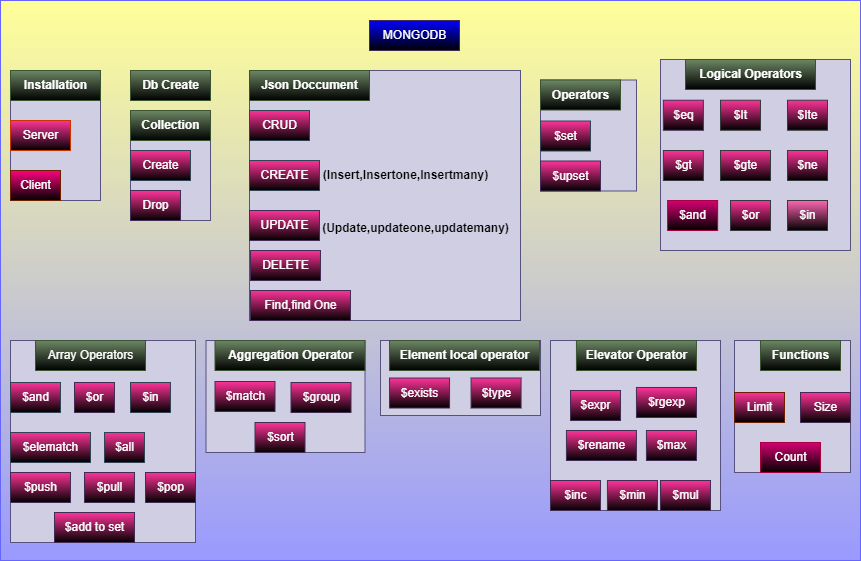 MONGODB
Installation
Server
Client
Db Create
Collection
Create
Drop
Json Doccument
CRUD
CREATE (Insert,Insertone,Insertmany)
UPDATE (Update,updateone,updatemany)
DELETE
Find,find One
Operators
$set
$upset
Logical Operators
$eq $lt $lte
$gt $gte $ne
$and $or $in
Array Operators
$and $or $in
$elematch $all
$push $pull $pop
$add to set
Aggregation Operator
$match $group
$sort
Element local operator
$exists $type
Elevator Operator
$expr $rgexp
$rename $max
$inc $min $mul
Functions
Limit Size
Count